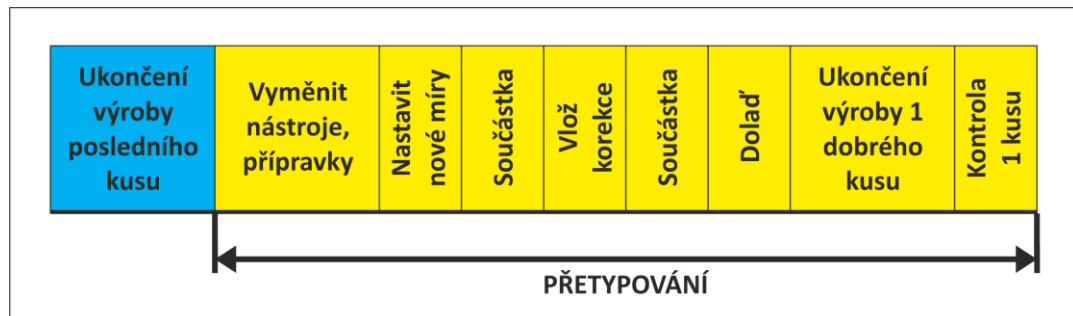 Ukončení
výroby
posledního
kusu
Vyměnit
nástroje,
přípravky
Nastavit
nové míry
Součástka
Vlož
korekce
Součástka
Dolaď
Ukončení
výroby 1
dobrého
kusu
Kontrola
1 kusu
PŘETYPOVÁNÍ